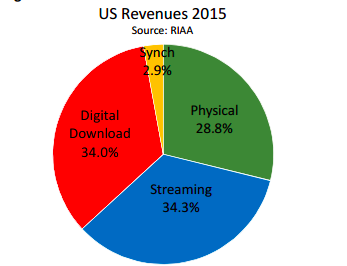 US Revenues 2015
Source: RIAA
Synch
2.9%
Physical
28.8%
Digital
Download
34.0%
Streaming
34.3%